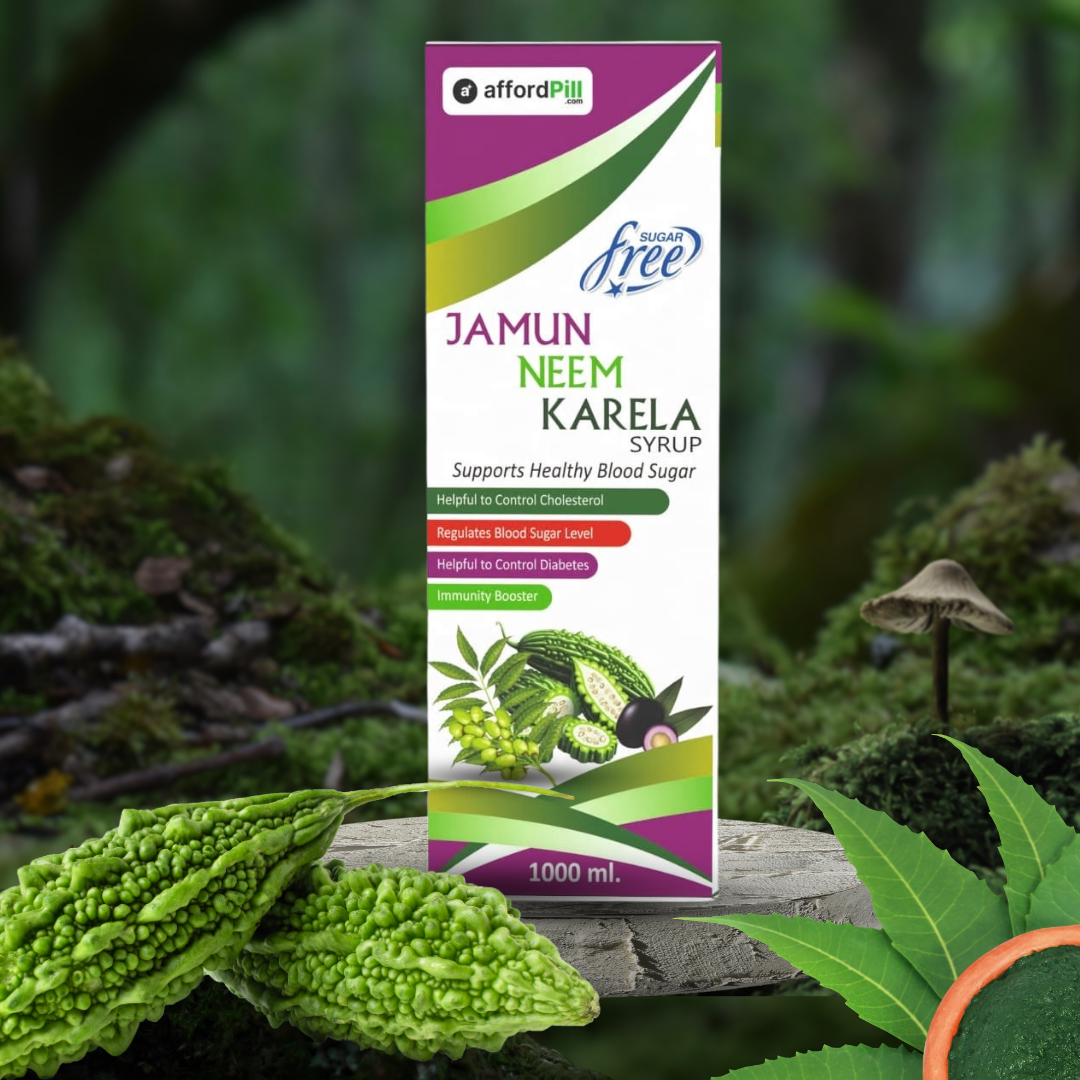 a+ affordPill
.com
SUGAR
free
JAMUN
NEEM
KARELA
SYRUP
Supports Healthy Blood Sugar
Helpful to Control Cholesterol
Regulates Blood Sugar Level
Helpful to Control Diabetes
Immunity Booster
1000 ml.